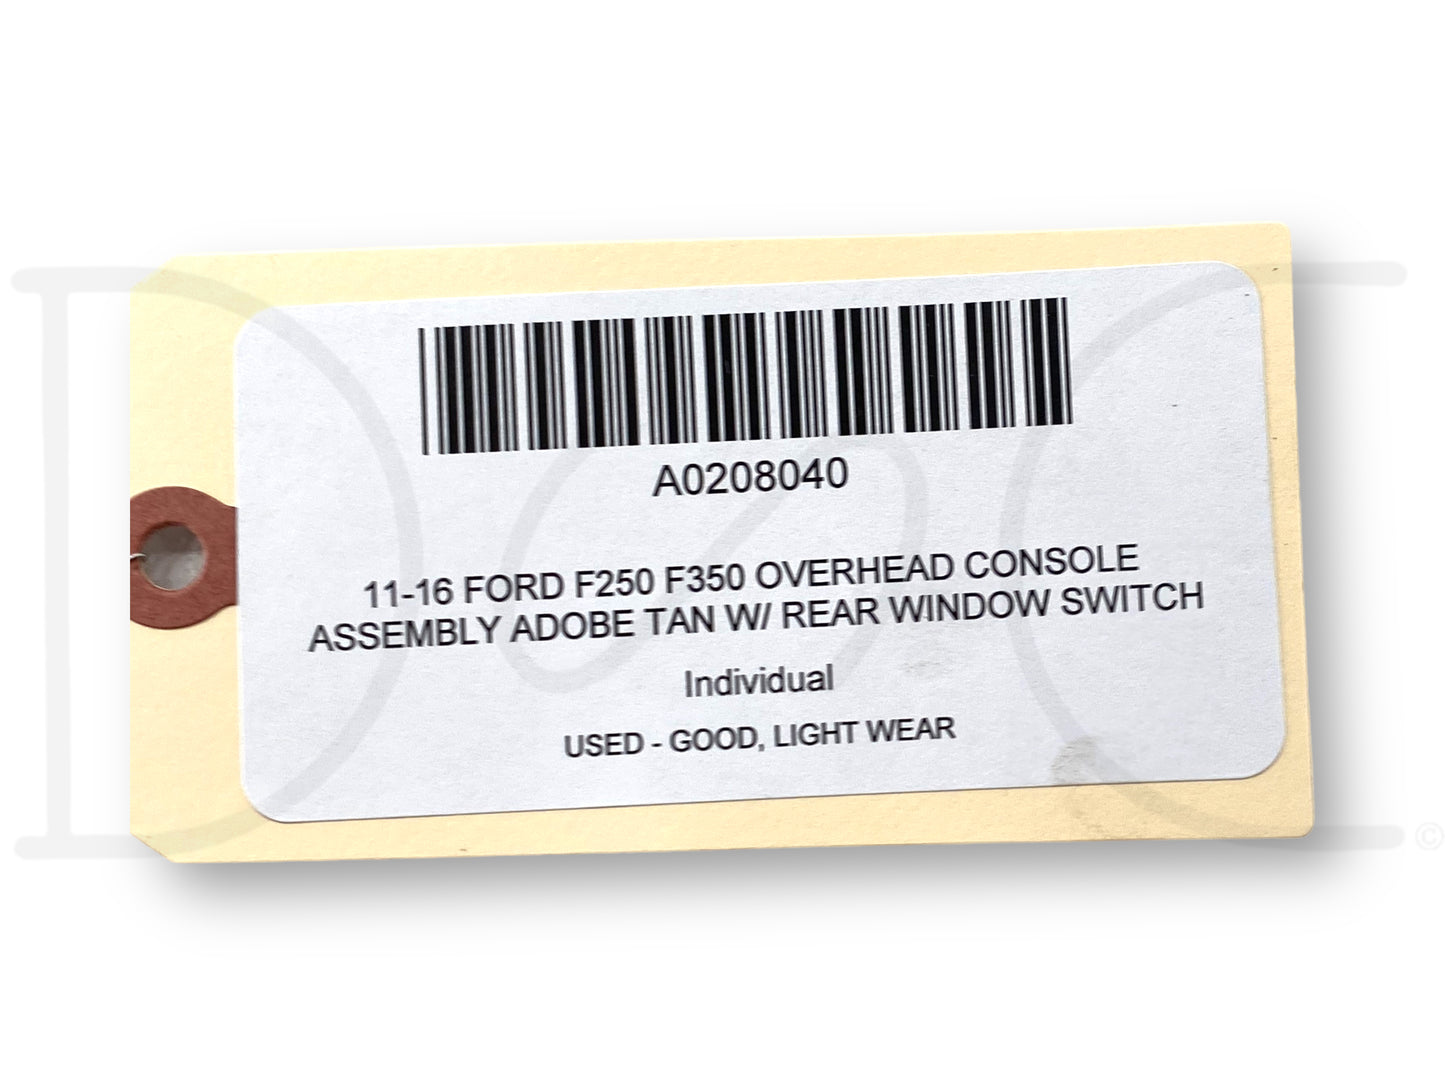 A0208040
11-16 FORD F250 F350 OVERHEAD CONSOLE
ASSEMBLY ADOBE TAN W/ REAR WINDOW SWITCH
Individual
USED - GOOD, LIGHT WEAR